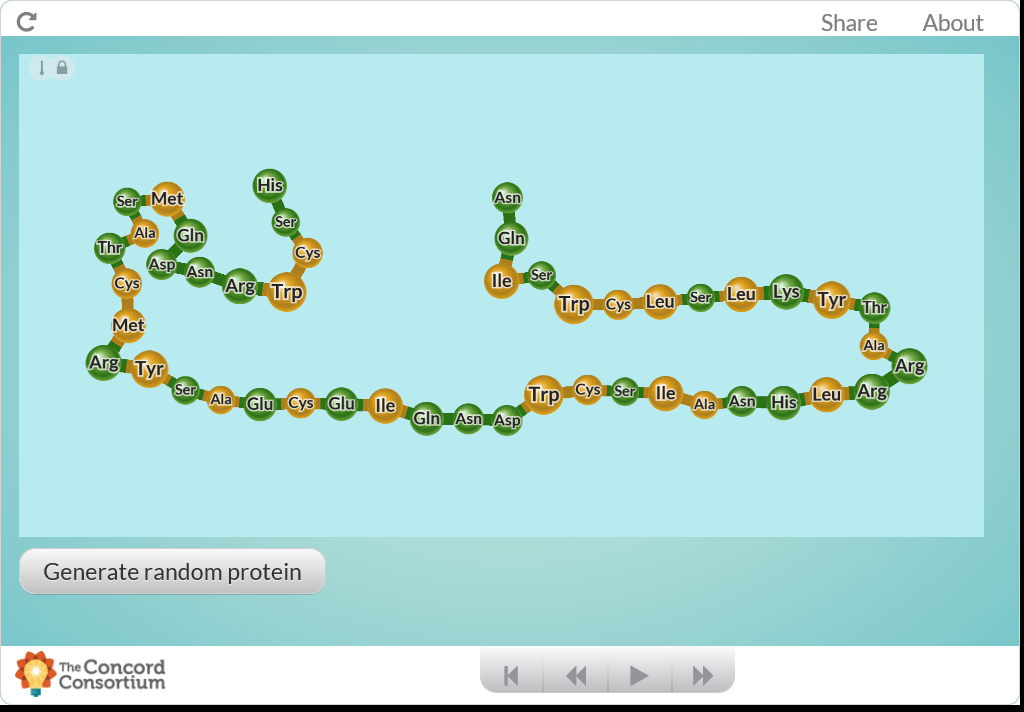 Share About
His
Ser
Cys
Trp
Arg
Asn
Asp
Gln
Met
Ser
Ala
Thr
Cys
Met
Arg
Tyr
Ser
Ala
Glu
Cys
Glu
Ile
Gln
Asn
Asp
Trp
Cys
Ser
Ile
Ala
Asn
His
Leu
Arg
Arg
Ala
Thr
Tyr
Lys
Leu
Ser
Leu
Cys
Trp
Ser
Ile
Gln
Asn
Generate random protein
The Concord
Consortium